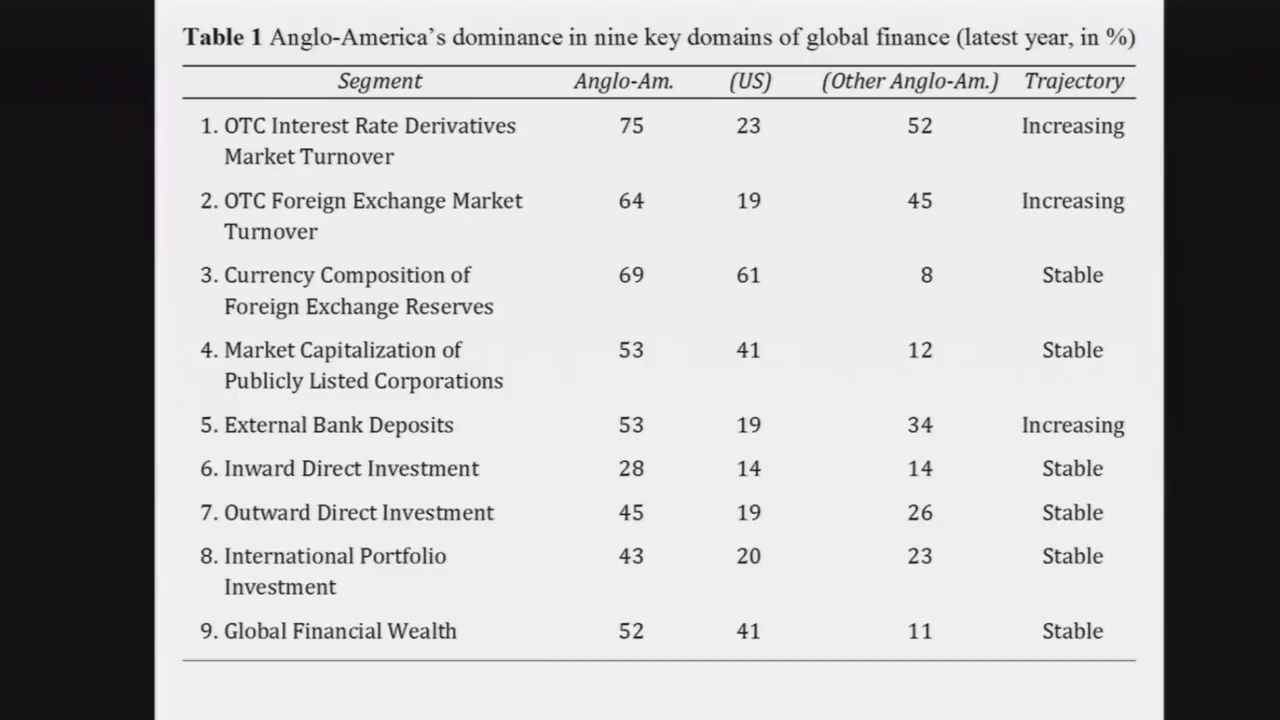 Table 1 Anglo-America’s dominance in nine key domains of global finance (latest year, in %)
Segment Anglo-Am. (US) (Other Anglo-Am.) Trajectory
1. OTC Interest Rate Derivatives 75 23 52 Increasing
Market Turnover
2. OTC Foreign Exchange Market 64 19 45 Increasing
Turnover
3. Currency Composition of 69 61 8 Stable
Foreign Exchange Reserves
4. Market Capitalization of 53 41 12 Stable
Publicly Listed Corporations
5. External Bank Deposits 53 19 34 Increasing
6. Inward Direct Investment 28 14 14 Stable
7. Outward Direct Investment 45 19 26 Stable
8. International Portfolio 43 20 23 Stable
Investment
9. Global Financial Wealth 52 41 11 Stable